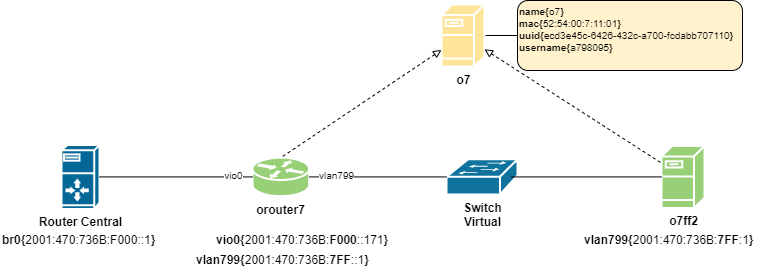 name{o7}
mac{52:54:00:7:11:01}
uuid{ecd3e45c-6426-432c-a700-fcdabb707110}
username{a798095}
o7
vio0
vlan799
Router Central
orouter7
Switch
Virtual
o7ff2
br0{2001:470:736B:F000::1}
vio0{2001:470:736B:F000::171}
vlan799{2001:470:736B:7FF:1}
vlan799{2001:470:736B:7FF::1}